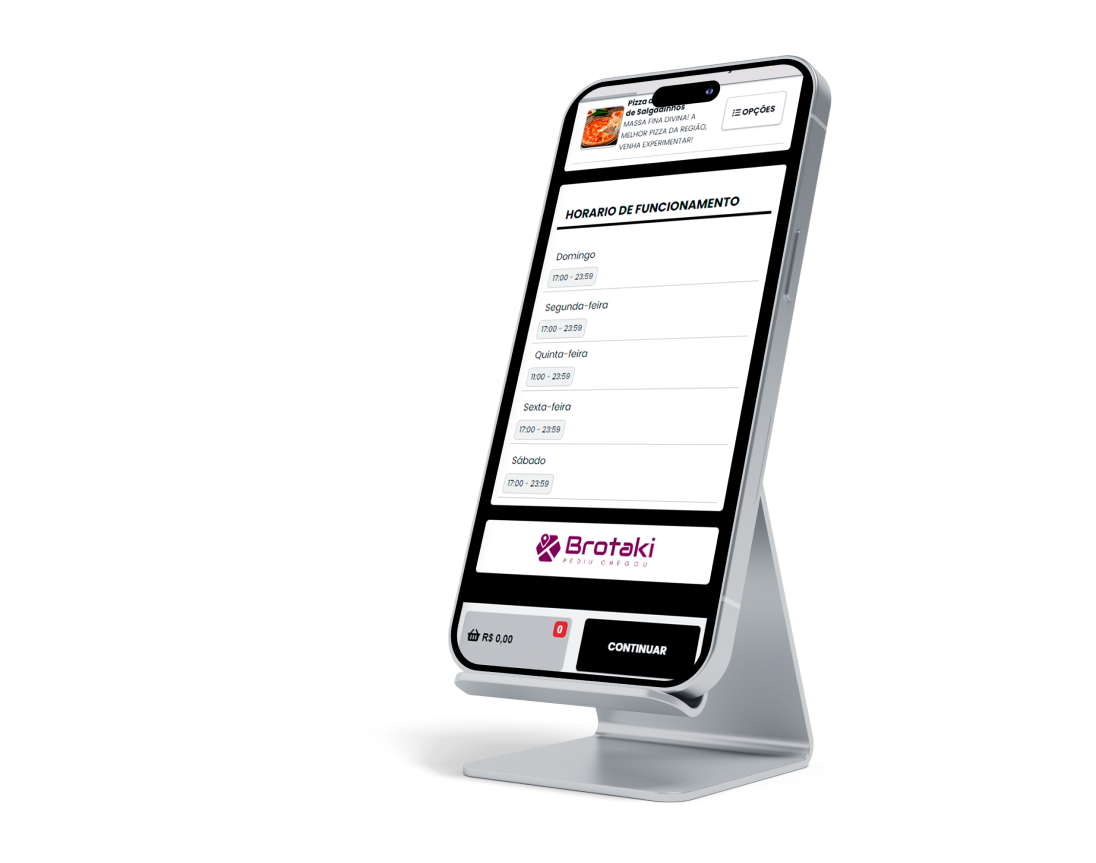 Pizza
de Salgadinhos
MASSA FINA DIVINA! A
MELHOR PIZZA DA REGIÃO,
VENHA EXPERIMENTAR!
OPÇÕES
HORARIO DE FUNCIONAMENTO
Domingo
17:00 - 23:59
Segunda-feira
17:00 - 23:59
Quinta-feira
11:00 - 23:59
Sexta-feira
17:00 - 23:59
Sábado
17:00 - 23:59
Brotaki
PEDIU CHEGOU
R$ 0,00
0
CONTINUAR